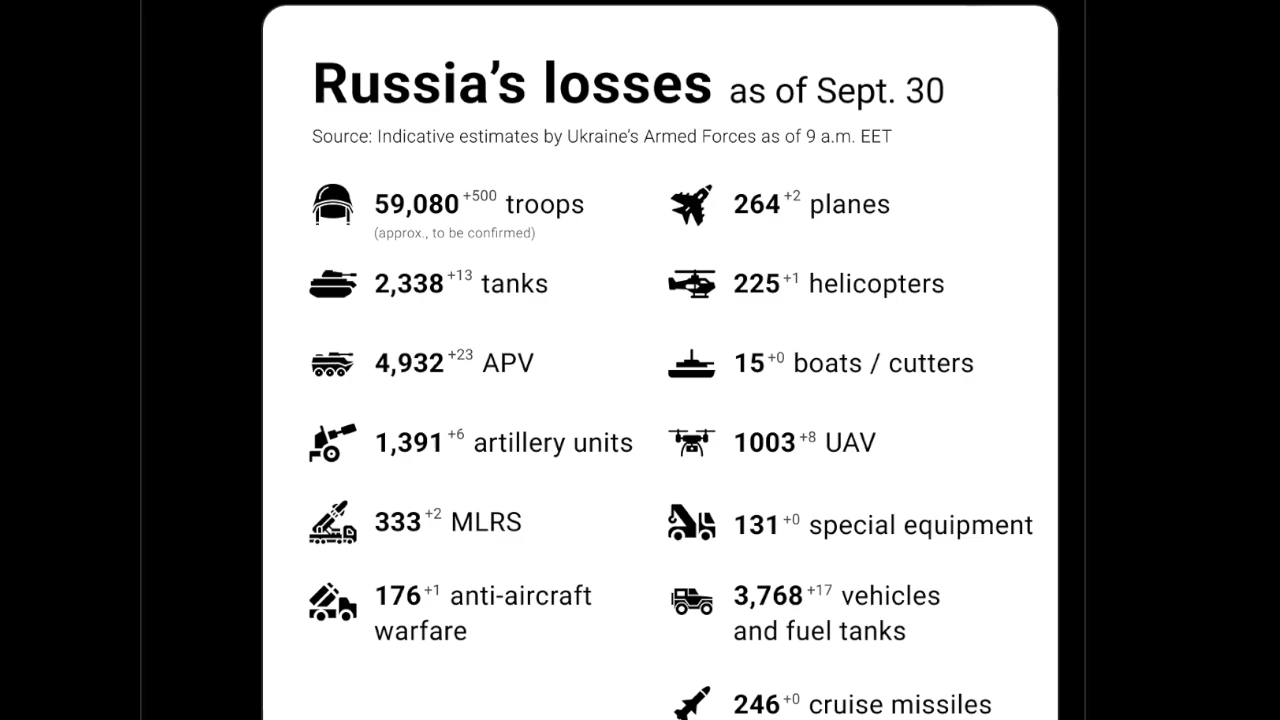 Russia’s losses as of Sept. 30
Source: Indicative estimates by Ukraine’s Armed Forces as of 9 a.m. EET
59,080 +500 troops
(approx., to be confirmed)
2,338 +13 tanks
4,932 +23 APV
1,391 +6 artillery units
333 +2 MLRS
176 +1 anti-aircraft
warfare
264 +2 planes
225 +1 helicopters
15 +0 boats / cutters
1003 +8 UAV
131 +0 special equipment
3,768 +17 vehicles
and fuel tanks
246 +0 cruise missiles